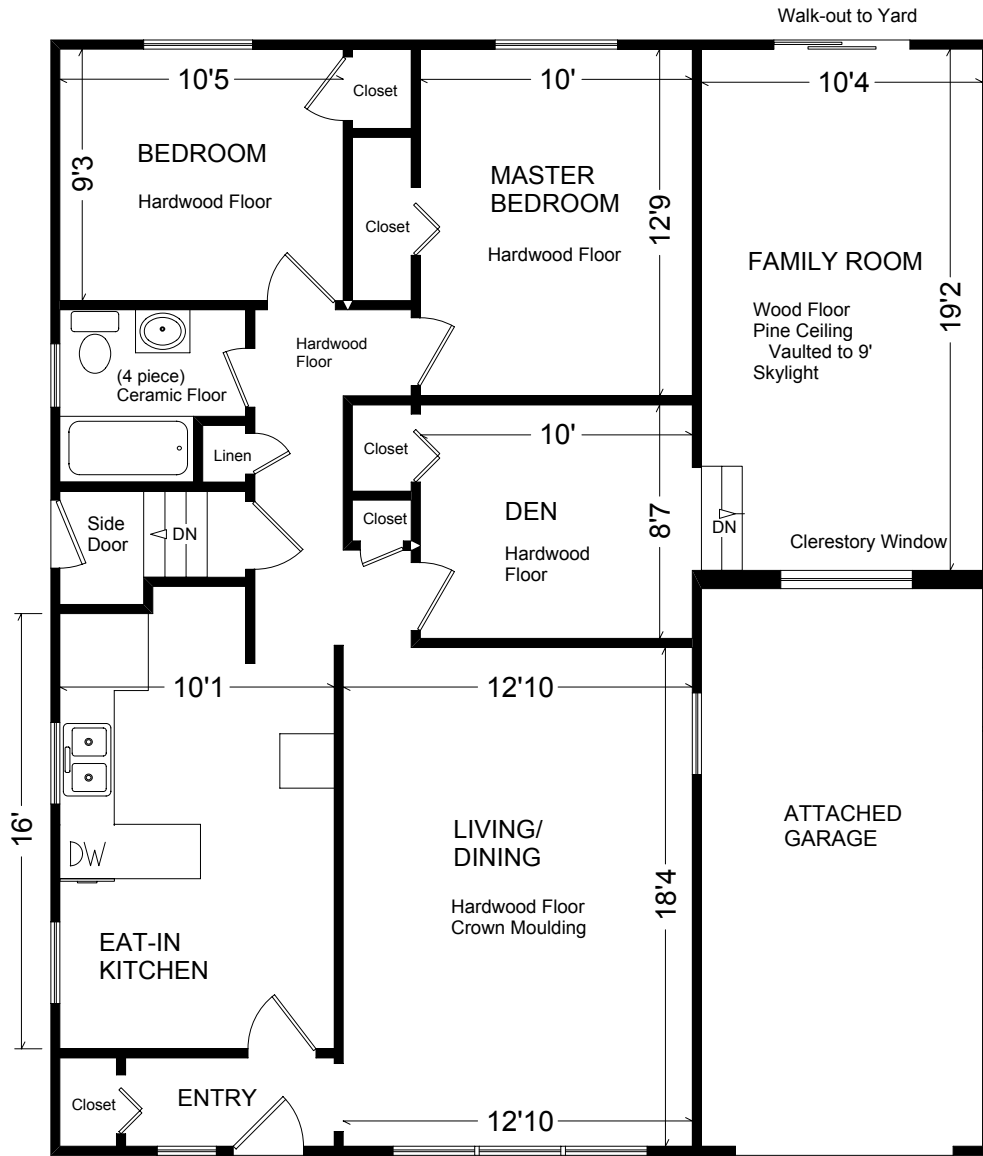 Walk-out to Yard
10'5
Closet
10'
10'4
BEDROOM
Hardwood Floor
9'3
MASTER
BEDROOM
Hardwood Floor
12'9
Closet
FAMILY ROOM
Wood Floor
Pine Ceiling
Vaulted to 9'
Skylight
19'2
Hardwood
Floor
(4 piece)
Ceramic Floor
Linen
Closet
10'
Closet
DEN
Hardwood
Floor
8'7
Side
Door
DN
DN
Clerestory Window
10'1
12'10
16'
DW
LIVING/
DINING
Hardwood Floor
Crown Moulding
18'4
ATTACHED
GARAGE
EAT-IN
KITCHEN
Closet
ENTRY
12'10